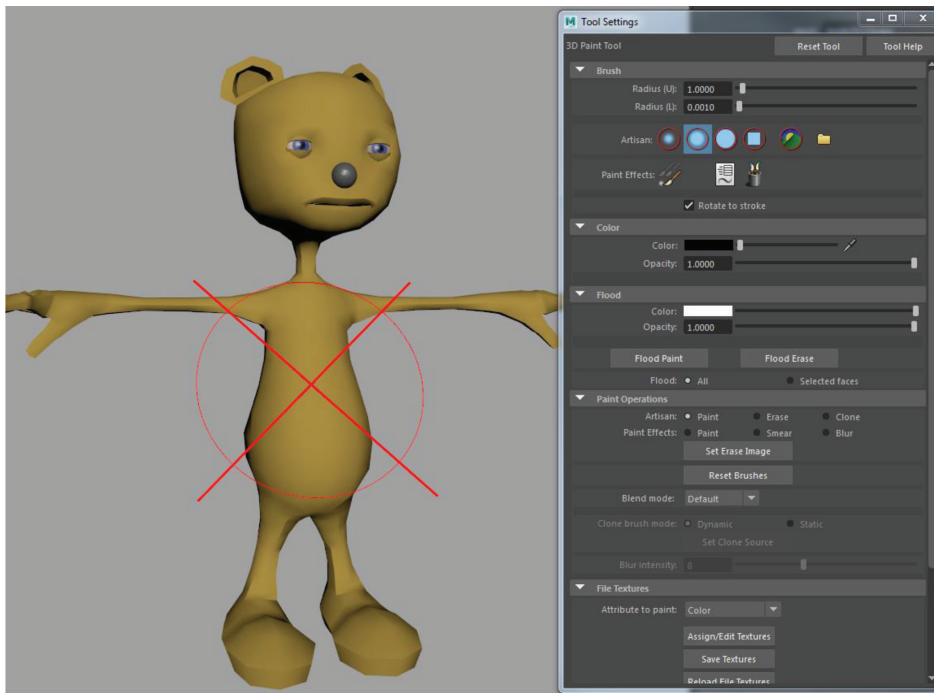 M Tool Settings
3D Paint Tool Reset Tool Tool Help
Brush
Radius (U): 1.0000
Radius (L): 0.0010
Artisan:
Paint Effects:
Rotate to stroke
Color
Color:
Opacity: 1.0000
Flood
Color:
Opacity: 1.0000
Flood Paint Flood Erase
Flood: All Selected faces
Paint Operations
Artisan: Paint Erase Clone
Paint Effects: Paint Smear Blur
Set Erase Image
Reset Brushes
Blend mode: Default
Clone brush mode: Dynamic Static
Set Clone Source
Blur intensity: 8
File Textures
Attribute to paint: Color
Assign/Edit Textures
Save Textures
Reload File Textures